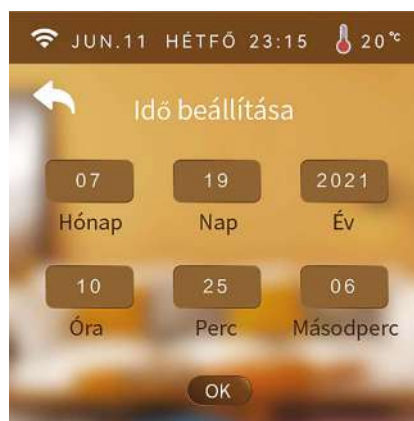 JUN.11 HÉTFŐ 23:15 20°C
Idő beállítása
07 19 2021
Hónap Nap Év
10 25 06
Óra Perc Másodperc
OK